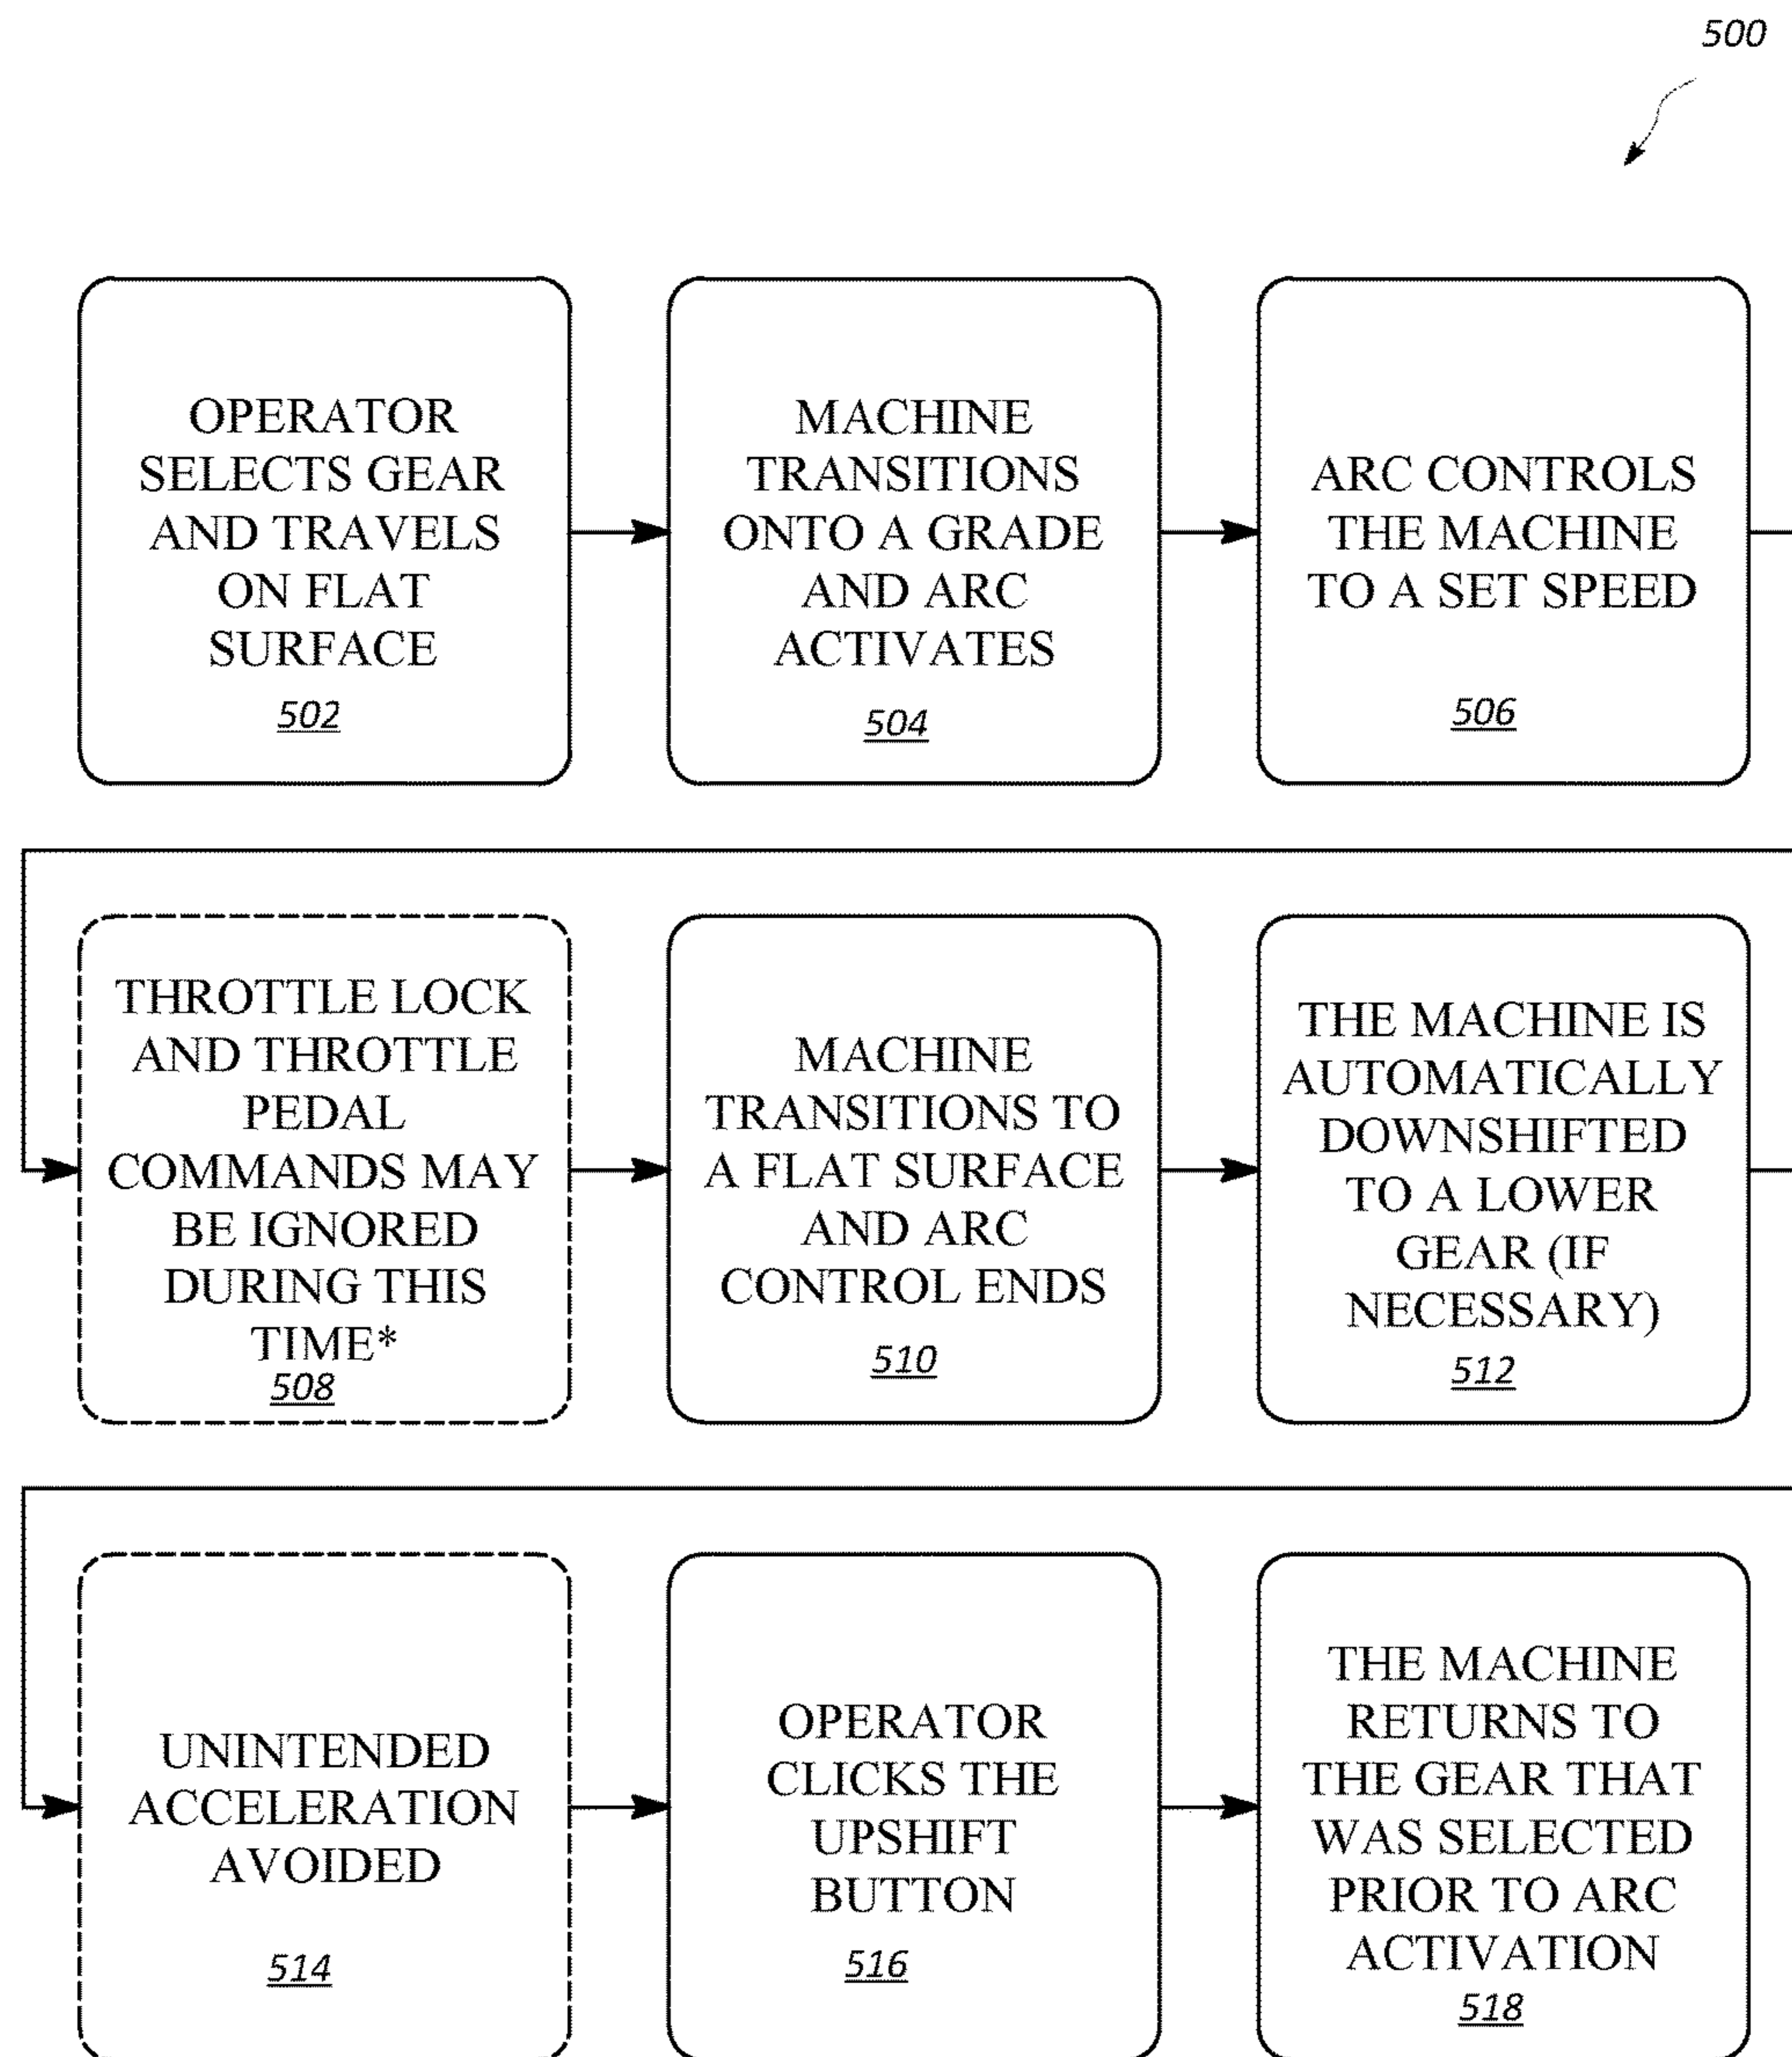 500
OPERATOR
SELECTS GEAR
AND TRAVELS
ON FLAT
SURFACE
502
MACHINE
TRANSITIONS
ONTO A GRADE
AND ARC
ACTIVATES
504
ARC CONTROLS
THE MACHINE
TO A SET SPEED
506
THROTTLE LOCK
AND THROTTLE
PEDAL
COMMANDS MAY
BE IGNORED
DURING THIS
TIME*
508
MACHINE
TRANSITIONS TO
A FLAT SURFACE
AND ARC
CONTROL ENDS
510
THE MACHINE IS
AUTOMATICALLY
DOWNSHIFTED
TO A LOWER
GEAR (IF
NECESSARY)
512
UNINTENDED
ACCELERATION
AVOIDED
514
OPERATOR
CLICKS THE
UPSHIFT
BUTTON
516
THE MACHINE
RETURNS TO
THE GEAR THAT
WAS SELECTED
PRIOR TO ARC
ACTIVATION
518